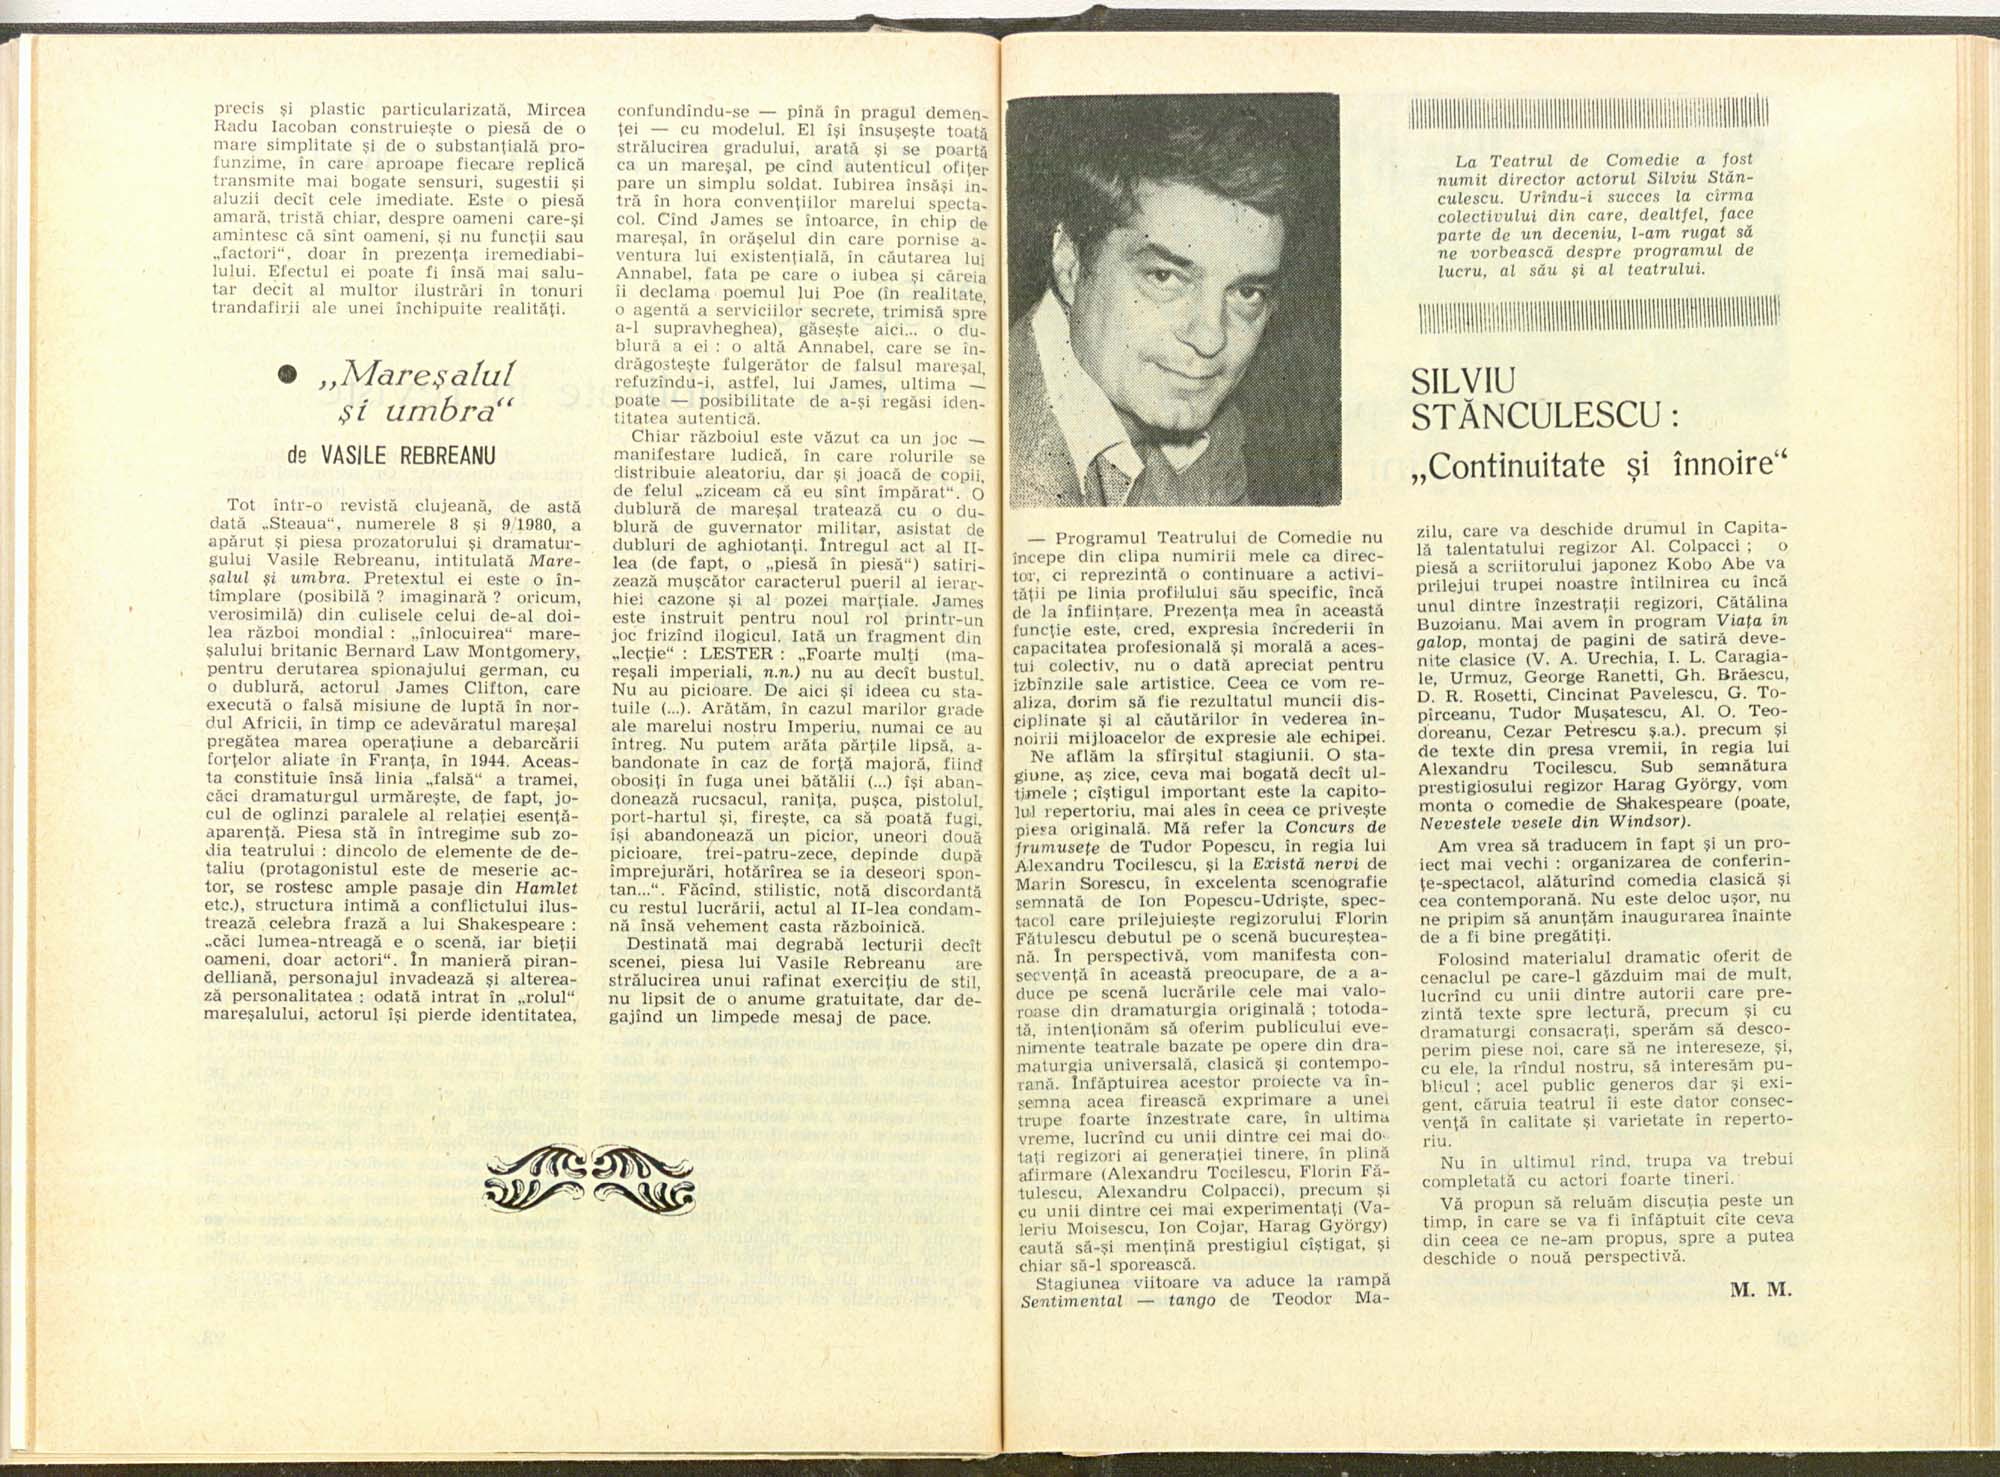 precis și plastic particularizată, Mircea
Radu Iacoban construiește o piesă de o
mare simplitate și de o substanțială pro-
funzime, în care aproape fiecare replică
transmite mai bogate sensuri, sugestii și
aluzii decît cele imediate. Este o piesă
amară, tristă chiar, despre oameni care-și
amintesc că sînt oameni, și nu funcții sau
„factori“, doar în prezența iremediabi-
lului. Efectul ei poate fi însă mai salu-
tar decît al multor ilustrări în tonuri
trandafirii ale unei închipuite realități.
● „Mareșalul
și umbra“
de VASILE REBREANU
Tot într-o revistă clujeană, de astă
dată „Steaua“, numerele 8 și 9/1980, a
apărut și piesa prozatorului și dramatur-
gului Vasile Rebreanu, intitulată Mare-
șalul și umbra. Pretextul ei este o în-
tîmplare (posibilă ? imaginară ? oricum,
verosimilă) din culisele celui de-al doi-
lea război mondial : „înlocuirea“ mare-
șalului britanic Bernard Law Montgomery,
pentru derutarea spionajului german, cu
o dublură, actorul James Clifton, care
execută o falsă misiune de luptă în nor-
dul Africii, în timp ce adevăratul mareșal
pregătea marea operațiune a debarcării
forțelor aliate în Franța, în 1944. Aceas-
ta constituie însă linia „falsă“ a tramei,
căci dramaturgul urmărește, de fapt, jo-
cul de oglinzi paralele al relației esență-
aparență. Piesa stă în întregime sub zo-
dia teatrului : dincolo de elemente de de-
taliu (protagonistul este de meserie ac-
tor, se rostesc ample pasaje din Hamlet
etc.), structura intimă a conflictului ilus-
trează celebra frază a lui Shakespeare :
„căci lumea-ntreagă e o scenă, iar bieții
oameni, doar actori“. În manieră piran-
delliană, personajul invadează și alterea-
ză personalitatea : odată intrat în „rolul“
mareșalului, actorul își pierde identitatea,
confundîndu-se — pînă în pragul demen-
ței — cu modelul. El își însușește toată
strălucirea gradului, arată și se poartă
ca un mareșal, pe cînd autenticul ofițer
pare un simplu soldat. Iubirea însăși in-
tră în hora convențiilor marelui specta-
col. Cînd James se întoarce, în chip de
mareșal, în orășelul din care pornise a-
ventura lui existențială, în căutarea lui
Annabel, fata pe care o iubea și căreia
îi declama poemul lui Poe (în realitate,
o agentă a serviciilor secrete, trimisă spre
a-l supraveghea), găsește aici... o du-
blură a ei : o altă Annabel, care se în-
drăgostește fulgerător de falsul mareșal,
refuzîndu-i, astfel, lui James, ultima —
poate — posibilitate de a-și regăsi iden-
titatea autentică.
Chiar războiul este văzut ca un joc —
manifestare ludică, în care rolurile se
distribuie aleatoriu, dar și joacă de copii,
de felul „ziceam că eu sînt împărat“. O
dublură de mareșal tratează cu o du-
blură de guvernator militar, asistat de
dubluri de aghiotanți. Întregul act al II-
lea (de fapt, o „piesă în piesă“) satiri-
zează mușcător caracterul pueril al ierar-
hiei cazone și al pozei marțiale. James
este instruit pentru noul rol printr-un
joc frizînd ilogicul. Iată un fragment din
„lecție“ : LESTER : „Foarte mulți (ma-
reșali imperiali, n.n.) nu au decît bustul.
Nu au picioare. De aici și ideea cu sta-
tuile (...). Arătăm, în cazul marilor grade
ale marelui nostru Imperiu, numai ce au
întreg. Nu putem arăta părțile lipsă, a-
bandonate în caz de forță majoră, fiind
obosiți în fuga unei bătălii (...) își aban-
donează rucsacul, ranița, pușca, pistolul,
port-hartul și, firește, ca să poată fugi,
își abandonează un picior, uneori două
picioare, trei-patru-zece, depinde după
împrejurări, hotărîrea se ia deseori spon-
tan...“. Făcînd, stilistic, notă discordantă
cu restul lucrării, actul al II-lea condam-
nă însă vehement casta războinică.
Destinată mai degrabă lecturii decît
scenei, piesa lui Vasile Rebreanu are
strălucirea unui rafinat exercițiu de stil,
nu lipsit de o anume gratuitate, dar de-
gajînd un limpede mesaj de pace.
La Teatrul de Comedie a fost
numit director actorul Silviu Stăn-
culescu. Urîndu-i succes la cîrma
colectivului din care, dealtfel, face
parte de un deceniu, l-am rugat să
ne vorbească despre programul de
lucru, al său și al teatrului.
SILVIU
STĂNCULESCU :
„Continuitate și înnoire“
— Programul Teatrului de Comedie nu
începe din clipa numirii mele ca direc-
tor, ci reprezintă o continuare a activi-
tății pe linia profilului său specific, încă
de la înființare. Prezența mea în această
funcție este, cred, expresia încrederii în
capacitatea profesională și morală a aces-
tui colectiv, nu o dată apreciat pentru
izbînzile sale artistice. Ceea ce vom re-
aliza, dorim să fie rezultatul muncii dis-
ciplinate și al căutărilor în vederea în-
noirii mijloacelor de expresie ale echipei.
Ne aflăm la sfîrșitul stagiunii. O sta-
giune, aș zice, ceva mai bogată decît ul-
timele ; cîștigul important este la capito-
lul repertoriu, mai ales în ceea ce privește
piesa originală. Mă refer la Concurs de
frumusețe de Tudor Popescu, în regia lui
Alexandru Tocilescu, și la Există nervi de
Marin Sorescu, în excelenta scenografie
semnată de Ion Popescu-Udriște, spec-
tacol care prilejuiește regizorului Florin
Fătulescu debutul pe o scenă bucureștea-
nă. În perspectivă, vom manifesta con-
secvență în această preocupare, de a a-
duce pe scenă lucrările cele mai valo-
roase din dramaturgia originală ; totoda-
tă, intenționăm să oferim publicului eve-
nimente teatrale bazate pe opere din dra-
maturgia universală, clasică și contempo-
rană. Înfăptuirea acestor proiecte va în-
semna acea firească exprimare a unei
trupe foarte înzestrate care, în ultima
vreme, lucrînd cu unii dintre cei mai do-
tați regizori ai generației tinere, în plină
afirmare (Alexandru Tocilescu, Florin Fă-
tulescu, Alexandru Colpacci), precum și
cu unii dintre cei mai experimentați (Va-
leriu Moisescu, Ion Cojar, Harag György)
caută să-și mențină prestigiul cîștigat, și
chiar să-l sporească.
Stagiunea viitoare va aduce la rampă
Sentimental — tango de Teodor Ma-
zilu, care va deschide drumul în Capita-
lă talentatului regizor Al. Colpacci ; o
piesă a scriitorului japonez Kobo Abe va
prilejui trupei noastre întîlnirea cu încă
unul dintre înzestrații regizori, Cătălina
Buzoianu. Mai avem în program Viața în
galop, montaj de pagini de satiră deve-
nite clasice (V. A. Urechia, I. L. Caragia-
le, Urmuz, George Ranetti, Gh. Brăescu,
D. R. Rosetti, Cincinat Pavelescu, G. To-
pîrceanu, Tudor Mușatescu, Al. O. Teo-
doreanu, Cezar Petrescu ș.a.). precum și
de texte din presa vremii, în regia lui
Alexandru Tocilescu. Sub semnătura
prestigiosului regizor Harag György, vom
monta o comedie de Shakespeare (poate,
Nevestele vesele din Windsor).
Am vrea să traducem în fapt și un pro-
iect mai vechi : organizarea de conferin-
țe-spectacol, alăturînd comedia clasică și
cea contemporană. Nu este deloc ușor, nu
ne pripim să anunțăm inaugurarea înainte
de a fi bine pregătiți.
Folosind materialul dramatic oferit de
cenaclul pe care-l găzduim mai de mult,
lucrînd cu unii dintre autorii care pre-
zintă texte spre lectură, precum și cu
dramaturgi consacrați, sperăm să desco-
perim piese noi, care să ne intereseze, și,
cu ele, la rîndul nostru, să interesăm pu-
blicul ; acel public generos dar și exi-
gent, căruia teatrul îi este dator consec-
vență în calitate și varietate în reperto-
riu.
Nu în ultimul rînd, trupa va trebui
completată cu actori foarte tineri.
Vă propun să reluăm discuția peste un
timp, în care se va fi înfăptuit cîte ceva
din ceea ce ne-am propus, spre a putea
deschide o nouă perspectivă.
M. M.